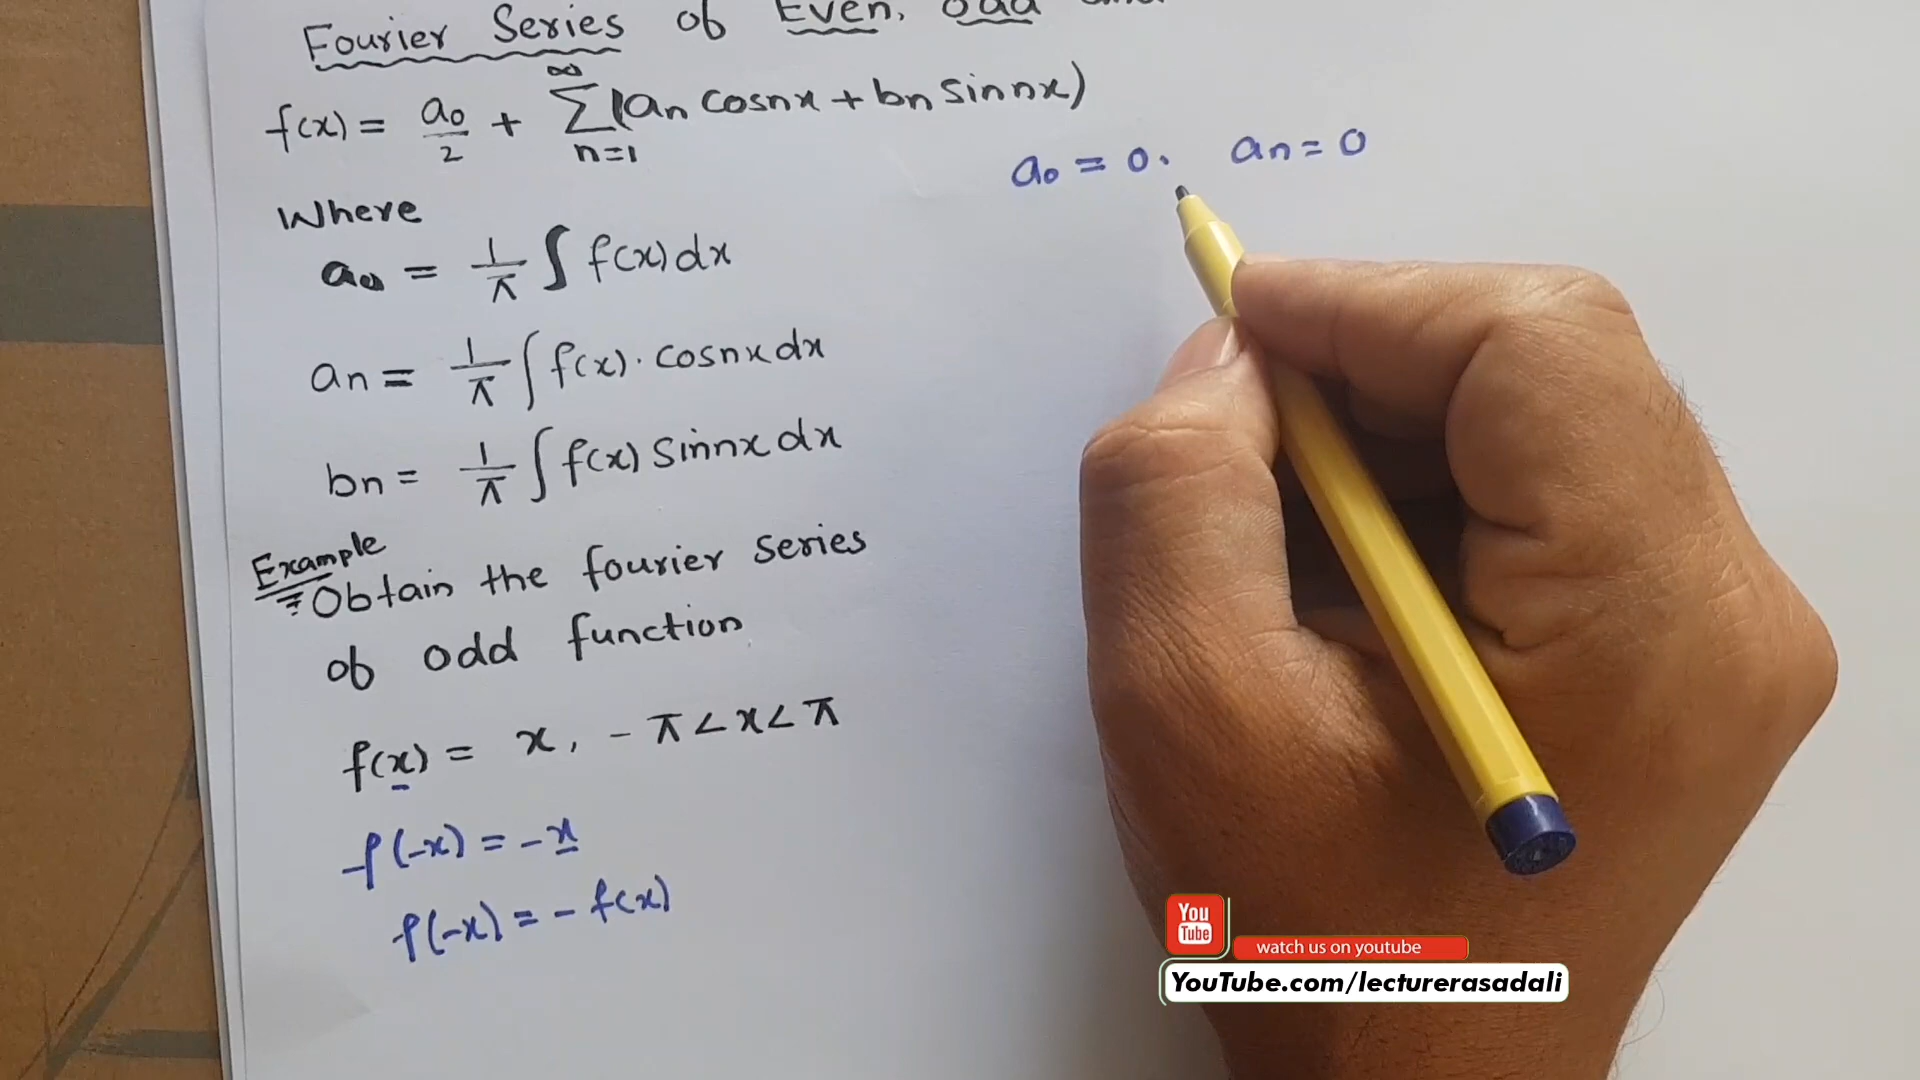 Fourier Series of Even, odd
f(x) = a₀/2 + ∞∑n=1 (an cosnx + bn sinnx)
a₀ = 0, an = 0
Where
a₀ = 1/π ∫ f(x) dx
an = 1/π ∫ f(x) · cosnx dx
bn = 1/π ∫ f(x) sinnx dx
Example
Obtain the fourier series
of odd function
f(x) = x, -π < x < π
f(-x) = -x
f(-x) = - f(x)
You
Tube
watch us on youtube
YouTube.com/lecturerasadali